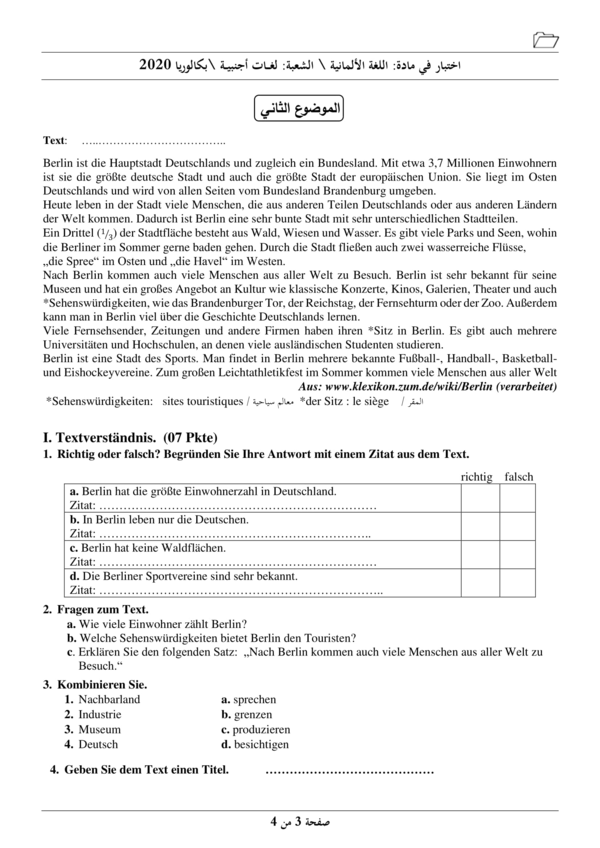 اختبار في مادة: اللغة الألمانية \ الشعبة: لغات أجنبية \بكالوريا 2020
الموضوع الثاني
Text: ….……………………………..
Berlin ist die Hauptstadt Deutschlands und zugleich ein Bundesland. Mit etwa 3,7 Millionen Einwohnern
ist sie die größte deutsche Stadt und auch die größte Stadt der europäischen Union. Sie liegt im Osten
Deutschlands und wird von allen Seiten vom Bundesland Brandenburg umgeben.
Heute leben in der Stadt viele Menschen, die aus anderen Teilen Deutschlands oder aus anderen Ländern
der Welt kommen. Dadurch ist Berlin eine sehr bunte Stadt mit sehr unterschiedlichen Stadtteilen.
Ein Drittel (1/3) der Stadtfläche besteht aus Wald, Wiesen und Wasser. Es gibt viele Parks und Seen, wohin
die Berliner im Sommer gerne baden gehen. Durch die Stadt fließen auch zwei wasserreiche Flüsse,
„die Spree“ im Osten und „die Havel“ im Westen.
Nach Berlin kommen auch viele Menschen aus aller Welt zu Besuch. Berlin ist sehr bekannt für seine
Museen und hat ein großes Angebot an Kultur wie klassische Konzerte, Kinos, Galerien, Theater und auch
*Sehenswürdigkeiten, wie das Brandenburger Tor, der Reichstag, der Fernsehturm oder der Zoo. Außerdem
kann man in Berlin viel über die Geschichte Deutschlands lernen.
Viele Fernsehsender, Zeitungen und andere Firmen haben ihren *Sitz in Berlin. Es gibt auch mehrere
Universitäten und Hochschulen, an denen viele ausländischen Studenten studieren.
Berlin ist eine Stadt des Sports. Man findet in Berlin mehrere bekannte Fußball-, Handball-, Basketball-
und Eishockeyvereine. Zum großen Leichtathletikfest im Sommer kommen viele Menschen aus aller Welt
Aus: www.klexikon.zum.de/wiki/Berlin (verarbeitet)
*Sehenswürdigkeiten: sites touristiques / معالم سياحية *der Sitz : le siège / المقر
I. Textverständnis. (07 Pkte)
1. Richtig oder falsch? Begründen Sie Ihre Antwort mit einem Zitat aus dem Text.
richtig falsch
a. Berlin hat die größte Einwohnerzahl in Deutschland.
Zitat: ……………………………………………………………
b. In Berlin leben nur die Deutschen.
Zitat: …………………………………………………………..
c. Berlin hat keine Waldflächen.
Zitat: ……………………………………………………………
d. Die Berliner Sportvereine sind sehr bekannt.
Zitat: ……………………………………………………………..
2. Fragen zum Text.
a. Wie viele Einwohner zählt Berlin?
b. Welche Sehenswürdigkeiten bietet Berlin den Touristen?
c. Erklären Sie den folgenden Satz: „Nach Berlin kommen auch viele Menschen aus aller Welt zu
Besuch.“
3. Kombinieren Sie.
1. Nachbarland a. sprechen
2. Industrie b. grenzen
3. Museum c. produzieren
4. Deutsch d. besichtigen
4. Geben Sie dem Text einen Titel. ……………………………………
صفحة 3 من 4